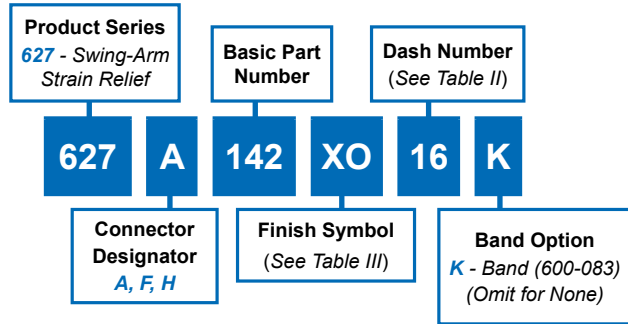 Product Series
627 - Swing-Arm
Strain Relief
Basic Part
Number
Dash Number
(See Table II)
627 A 142 XO 16 K
Connector
Designator
A, F, H
Finish Symbol
(See Table III)
Band Option
K - Band (600-083)
(Omit for None)